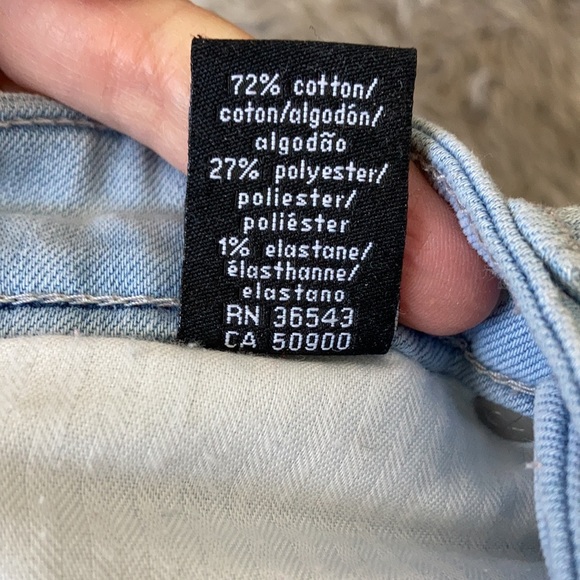 72% cotton/
coton/algodón/
algodão
27% polyester/
poliester/
poliéster
1% elastane/
élasthanne/
elastano
RN 36543
CA 50900